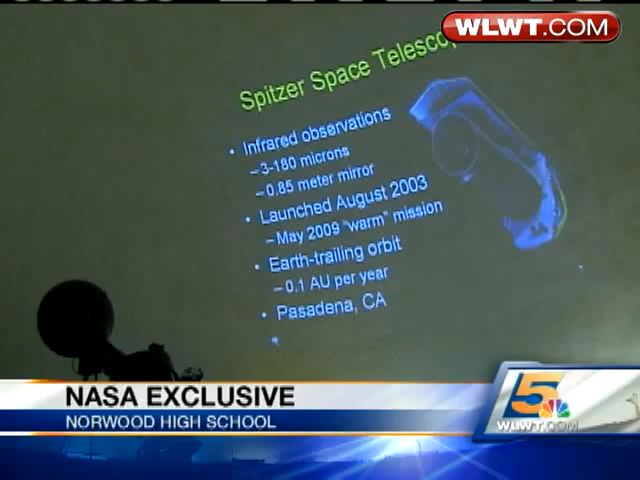 WLWT.COM
Spitzer Space Telescop
• Infrared observations
– 3-180 microns
– 0.85 meter mirror
• Launched August 2003
– May 2009 "warm" mission
• Earth-trailing orbit
– 0.1 AU per year
• Pasadena, CA
NASA EXCLUSIVE
NORWOOD HIGH SCHOOL
5
WLWT.COM